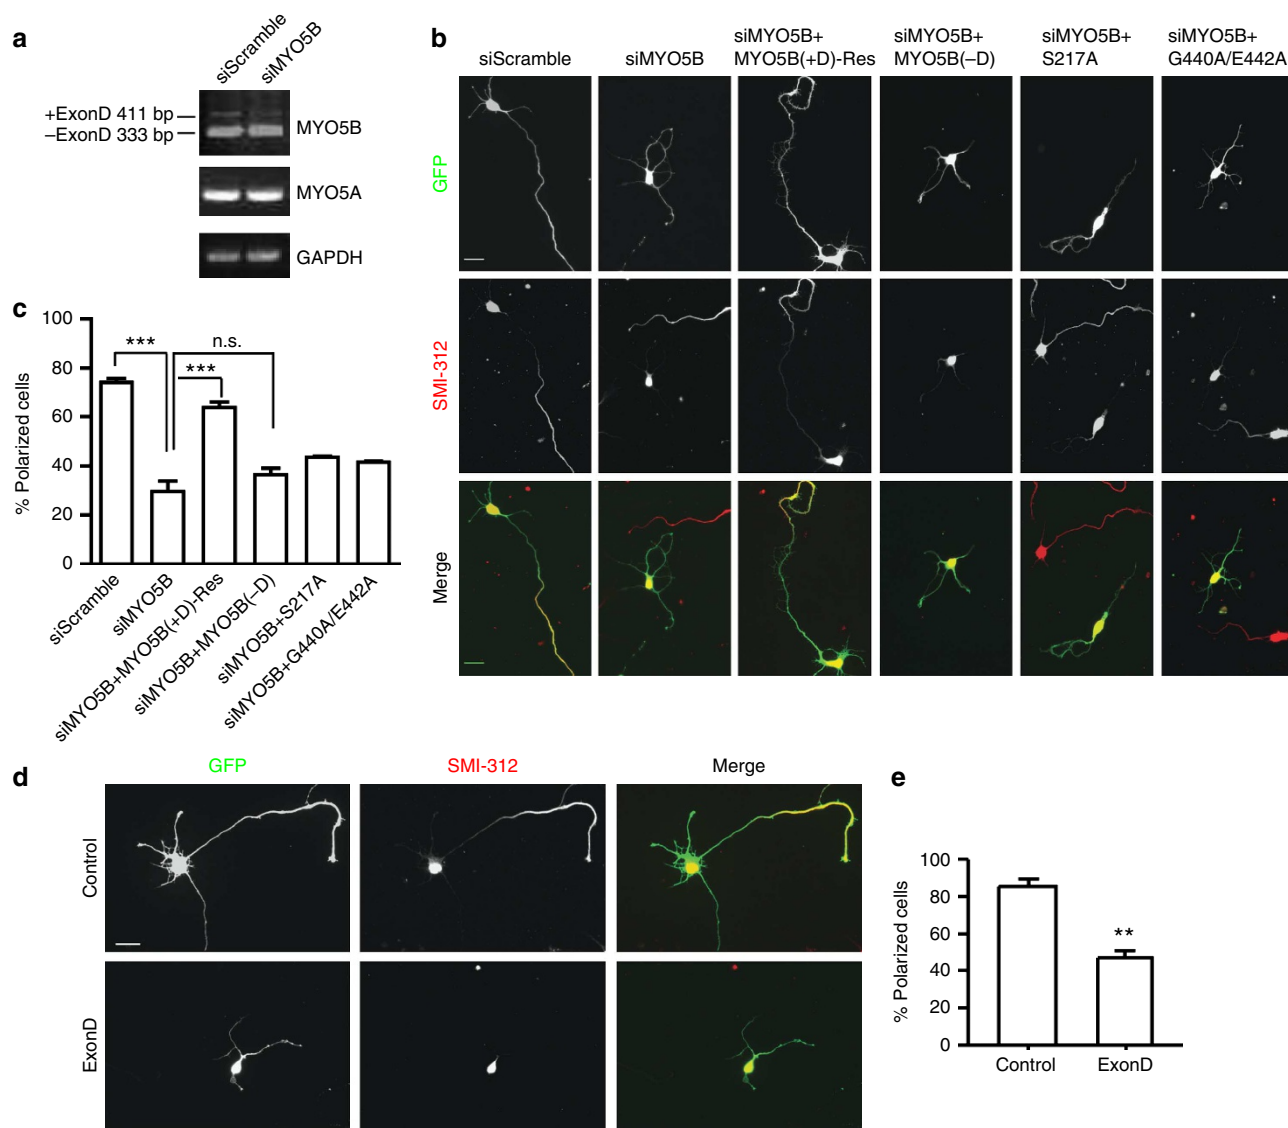 a
siScramble
siMYO5B
+ExonD 411 bp
–ExonD 333 bp
MYO5B
MYO5A
GAPDH
b
siScramble
siMYO5B
siMYO5B+
MYO5B(+D)-Res
siMYO5B+
MYO5B(–D)
siMYO5B+
S217A
siMYO5B+
G440A/E442A
GFP
SMI-312
Merge
c
% Polarized cells
100
80
60
40
20
0
***
***
n.s.
siScramble
siMYO5B
siMYO5B+MYO5B(+D)-Res
siMYO5B+MYO5B(–D)
siMYO5B+S217A
siMYO5B+G440A/E442A
d
GFP
SMI-312
Merge
Control
ExonD
e
% Polarized cells
100
80
60
40
20
0
**
Control
ExonD